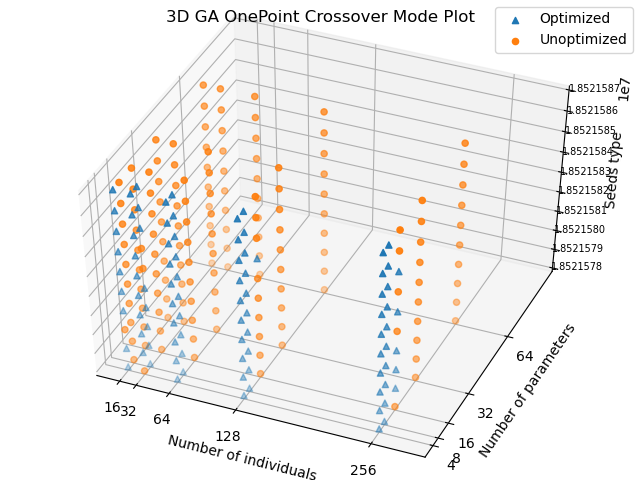 3D GA OnePoint Crossover Mode Plot
Optimized
Unoptimized
1e7
1.8521587
1.8521586
1.8521585
1.8521584
1.8521583
1.8521582
1.8521581
1.8521580
1.8521579
1.8521578
Seeds type
64
32
16
8
4
Number of parameters
16
32
64
128
256
Number of individuals